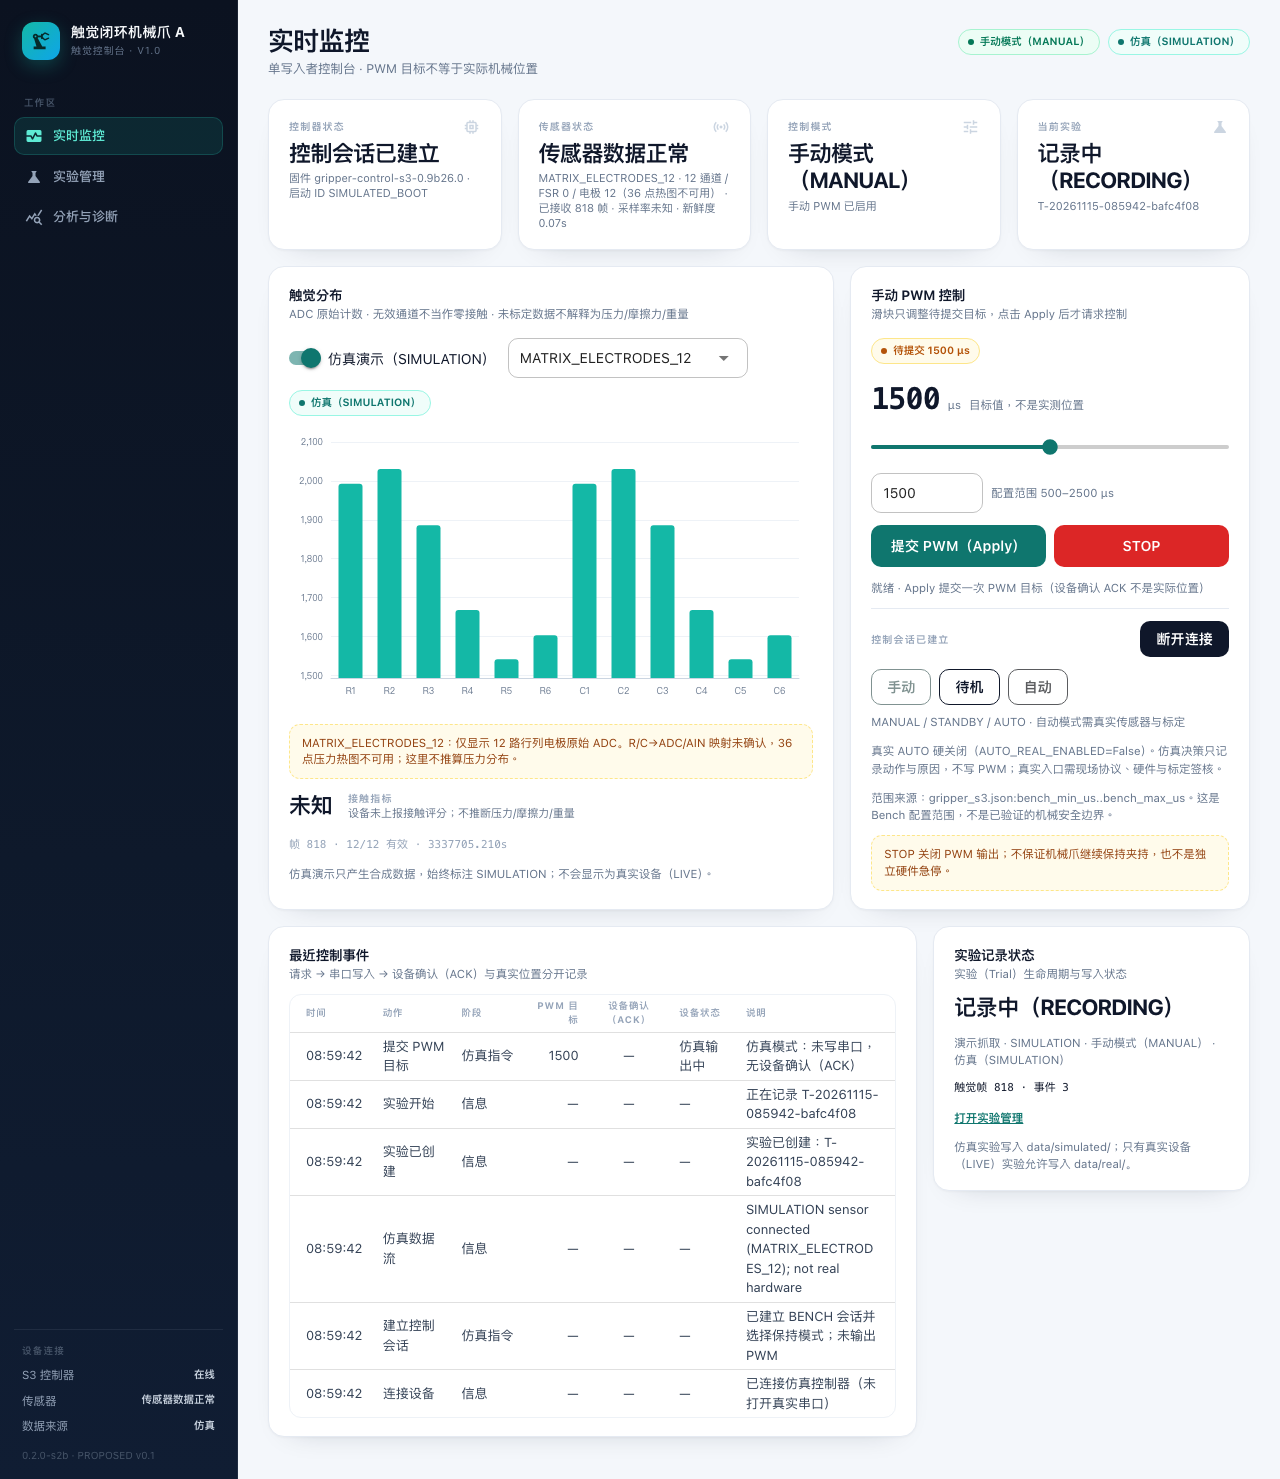 触觉闭环机械爪 A
触觉控制台 · V1.0
工作区
实时监控
实验管理
分析与诊断
设备连接
S3 控制器 在线
传感器 传感器数据正常
数据来源 仿真
0.2.0-s2b · PROPOSED v0.1
实时监控
单写入者控制台 · PWM 目标不等于实际机械位置
手动模式（MANUAL）
仿真（SIMULATION）
控制器状态
控制会话已建立
固件 gripper-control-s3-0.9b26.0 ·
启动 ID SIMULATED_BOOT
传感器状态
传感器数据正常
MATRIX_ELECTRODES_12 · 12 通道 /
FSR 0 / 电极 12（36 点热图不可用） ·
已接收 818 帧 · 采样率未知 · 新鲜度
0.07s
控制模式
手动模式
（MANUAL）
手动 PWM 已启用
当前实验
记录中
（RECORDING）
T-20261115-085942-bafc4f08
触觉分布
ADC 原始计数 · 无效通道不当作零接触 · 未标定数据不解释为压力/摩擦力/重量
仿真演示（SIMULATION）
MATRIX_ELECTRODES_12
仿真（SIMULATION）
2,100
2,000
1,900
1,800
1,700
1,600
1,500
R1 R2 R3 R4 R5 R6 C1 C2 C3 C4 C5 C6
MATRIX_ELECTRODES_12：仅显示 12 路行列电极原始 ADC。R/C→ADC/AIN 映射未确认，36
点压力热图不可用；这里不推算压力分布。
未知
接触指标
设备未上报接触评分；不推断压力/摩擦力/重量
帧 818 · 12/12 有效 · 3337705.210s
仿真演示只产生合成数据，始终标注 SIMULATION；不会显示为真实设备（LIVE）。
手动 PWM 控制
滑块只调整待提交目标，点击 Apply 后才请求控制
待提交 1500 µs
1500 µs 目标值，不是实测位置
1500
配置范围 500–2500 µs
提交 PWM（Apply）
STOP
就绪 · Apply 提交一次 PWM 目标（设备确认 ACK 不是实际位置）
控制会话已建立
断开连接
手动
待机
自动
MANUAL / STANDBY / AUTO · 自动模式需真实传感器与标定
真实 AUTO 硬关闭（AUTO_REAL_ENABLED=False）。仿真决策只记
录动作与原因，不写 PWM；真实入口需现场协议、硬件与标定签核。
范围来源：gripper_s3.json:bench_min_us..bench_max_us。这是
Bench 配置范围，不是已验证的机械安全边界。
STOP 关闭 PWM 输出；不保证机械爪继续保持夹持，也不是独
立硬件急停。
最近控制事件
请求 → 串口写入 → 设备确认（ACK）与真实位置分开记录
时间 动作 阶段 PWM 目标 设备确认（ACK） 设备状态 说明
08:59:42 提交 PWM 目标 仿真指令 1500 — 仿真输出中 仿真模式：未写串口，无设备确认（ACK）
08:59:42 实验开始 信息 — — — 正在记录 T-20261115-085942-bafc4f08
08:59:42 实验已创建 信息 — — — 实验已创建：T-20261115-085942-bafc4f08
08:59:42 仿真数据流 信息 — — — SIMULATION sensor connected (MATRIX_ELECTRODES_12); not real hardware
08:59:42 建立控制会话 仿真指令 — — — 已建立 BENCH 会话并选择保持模式；未输出 PWM
08:59:42 连接设备 信息 — — — 已连接仿真控制器（未打开真实串口）
实验记录状态
实验（Trial）生命周期与写入状态
记录中（RECORDING）
演示抓取 · SIMULATION · 手动模式（MANUAL） ·
仿真（SIMULATION）
触觉帧 818 · 事件 3
打开实验管理
仿真实验写入 data/simulated/；只有真实设备
（LIVE）实验允许写入 data/real/。